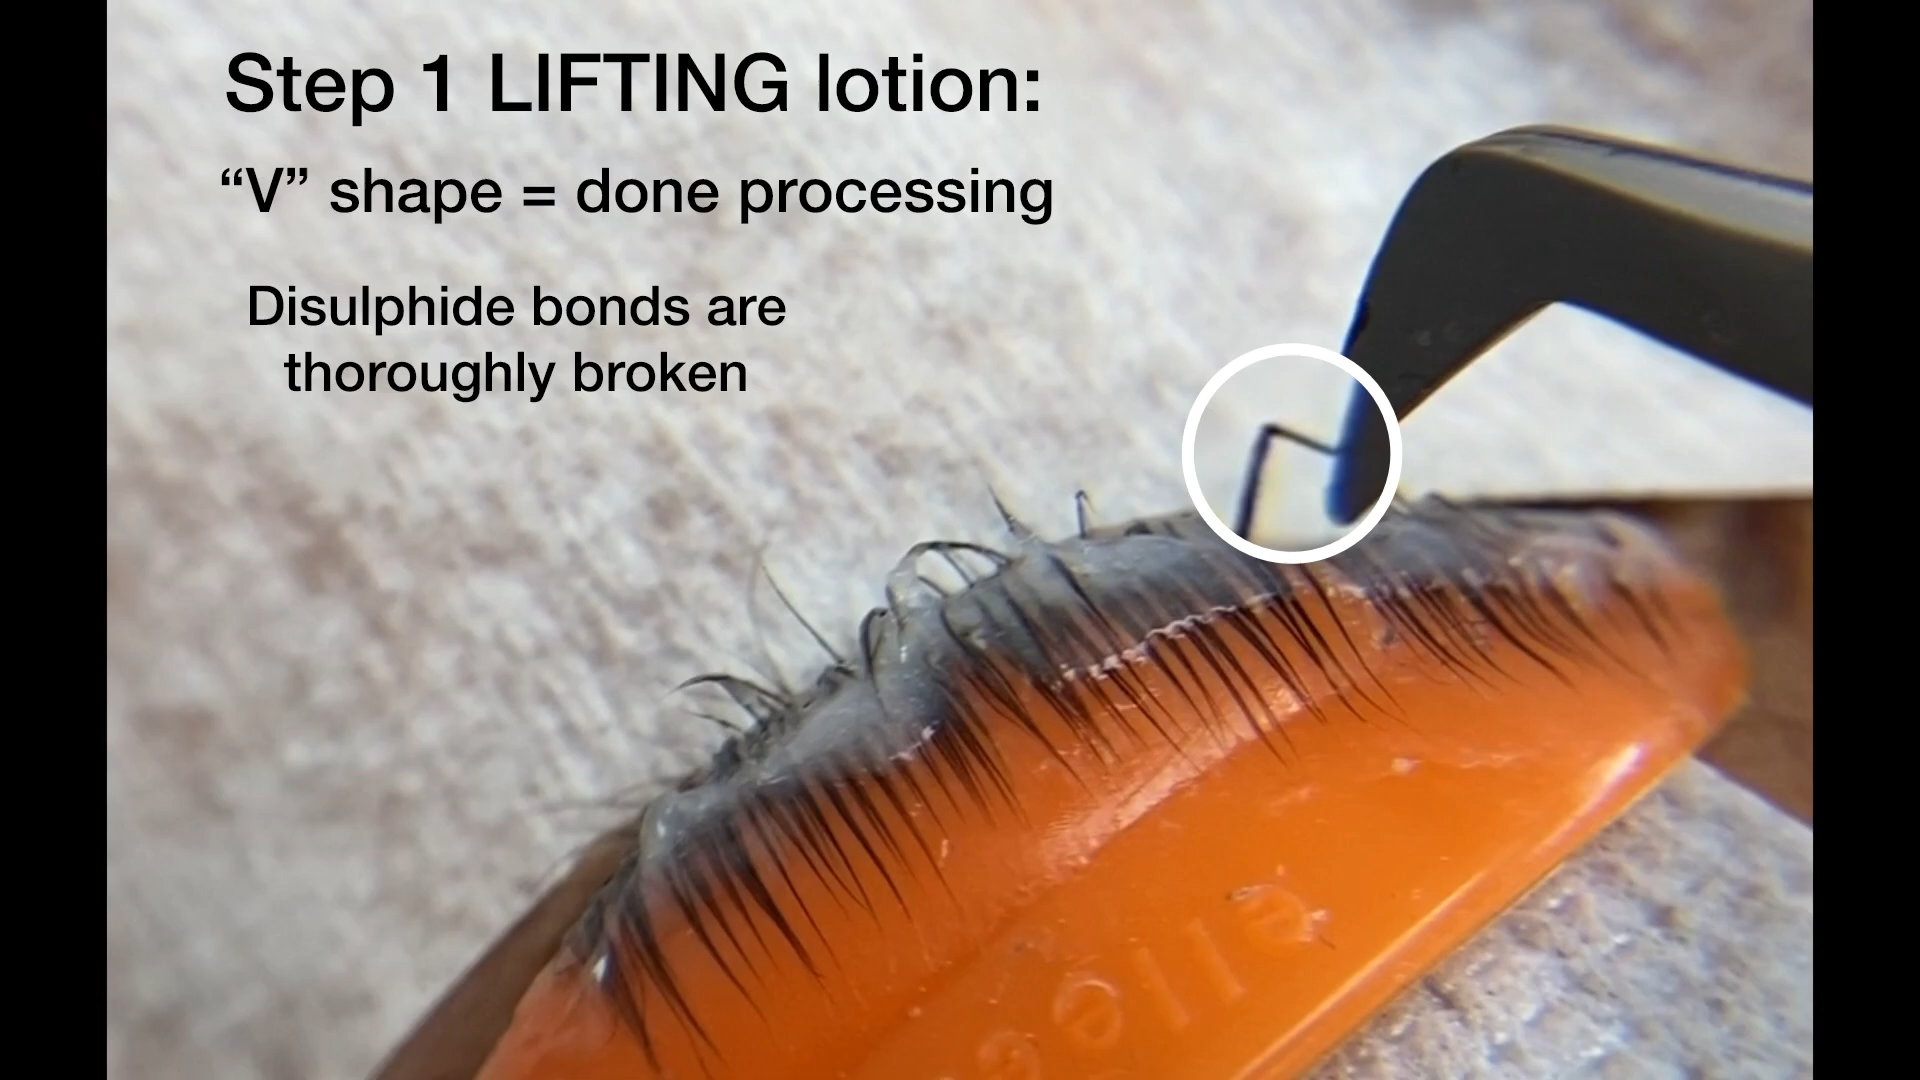 Step 1 LIFTING lotion:
“V” shape = done processing
Disulphide bonds are
thoroughly broken